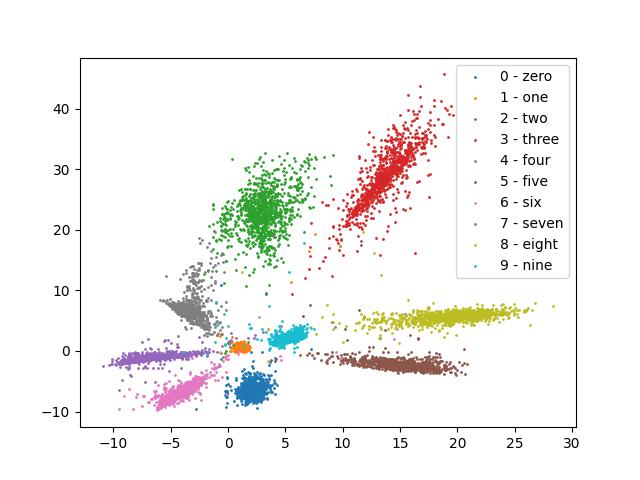 40
30
20
10
0
−10
−10
−5
0
5
10
15
20
25
30
0 - zero
1 - one
2 - two
3 - three
4 - four
5 - five
6 - six
7 - seven
8 - eight
9 - nine